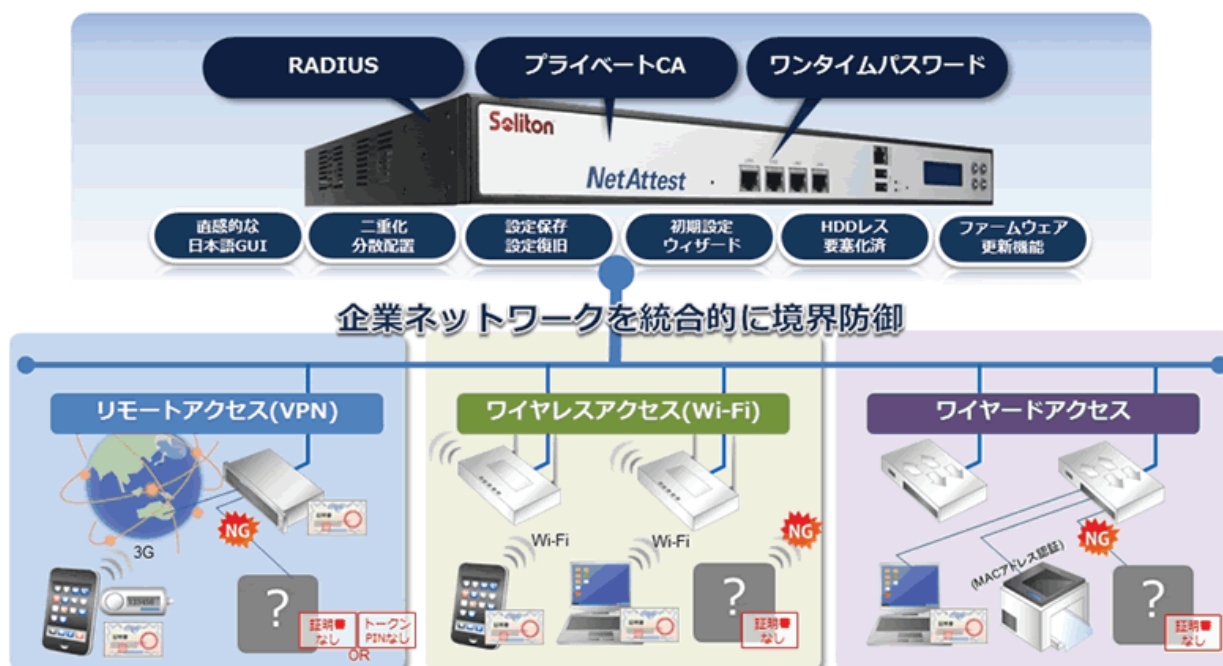 RADIUS
プライベートCA
ワンタイムパスワード
Soliton
NetAttest
直感的な
日本語GUI
二重化
分散配置
設定保存
設定復旧
初期設定
ウィザード
HDDレス
要塞化済
ファームウェア
更新機能
企業ネットワークを統合的に境界防御
リモートアクセス(VPN)
ワイヤレスアクセス(Wi-Fi)
ワイヤードアクセス
3G
NG
?
証明書
なし
トークン
PINなし
OR
Wi-Fi
Wi-Fi
NG
?
証明書
なし
(MACアドレス認証)
NG
?
証明書
なし